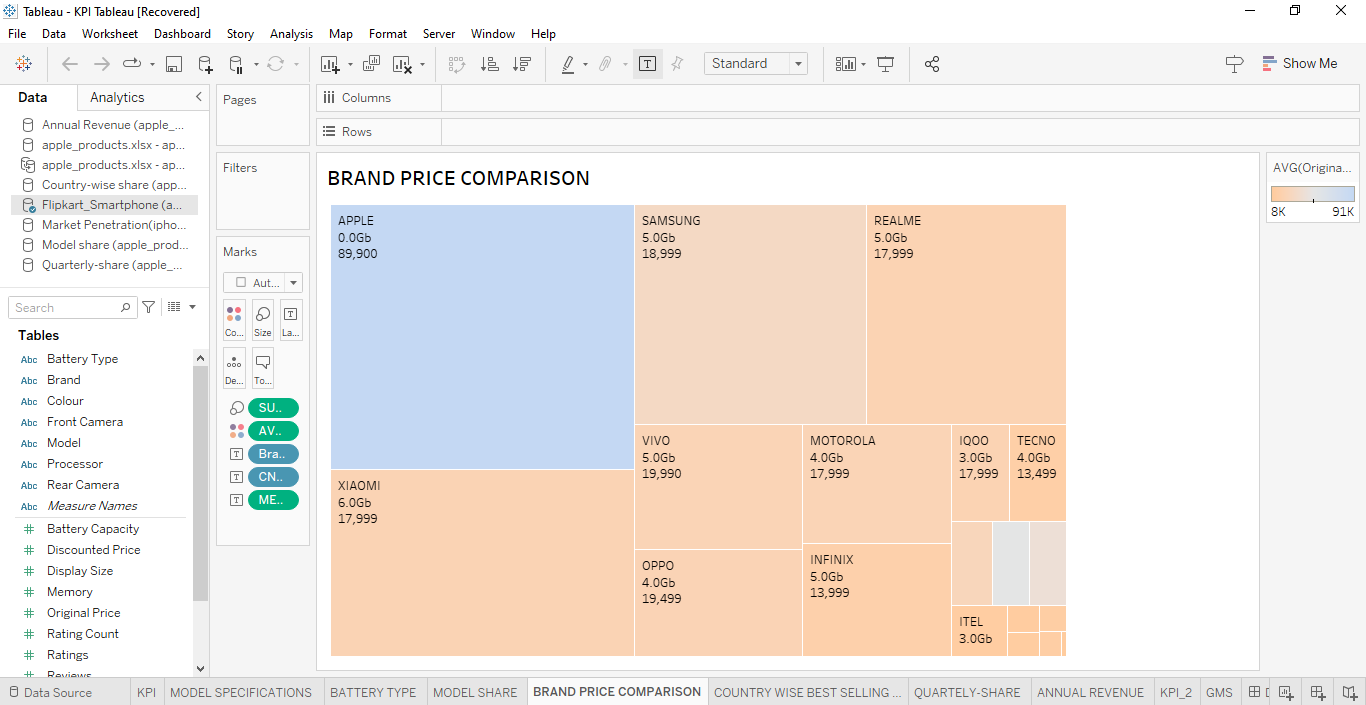 Tableau - KPI Tableau [Recovered]
File Data Worksheet Dashboard Story Analysis Map Format Server Window Help
Standard
Show Me
Data Analytics
Annual Revenue (apple_...
apple_products.xlsx - ap...
apple_products.xlsx - ap...
Country-wise share (app...
Flipkart_Smartphone (a...
Market Penetration(ipho...
Model share (apple_prod...
Quarterly-share (apple_...
Search
Tables
Abc Battery Type
Abc Brand
Abc Colour
Abc Front Camera
Abc Model
Abc Processor
Abc Rear Camera
Abc Measure Names
# Battery Capacity
# Discounted Price
# Display Size
# Memory
# Original Price
# Rating Count
# Ratings
# Reviews
Pages
Filters
Marks
Aut...
Co... Size La...
De... To...
SU..
AV..
Bra..
CN..
ME..
Columns
Rows
BRAND PRICE COMPARISON
APPLE
0.0Gb
89,900
SAMSUNG
5.0Gb
18,999
REALME
5.0Gb
17,999
XIAOMI
6.0Gb
17,999
VIVO
5.0Gb
19,990
MOTOROLA
4.0Gb
17,999
IQOO
3.0Gb
17,999
TECNO
4.0Gb
13,499
OPPO
4.0Gb
19,499
INFINIX
5.0Gb
13,999
ITEL
3.0Gb
AVG(Origina...
8K 91K
Data Source KPI MODEL SPECIFICATIONS BATTERY TYPE MODEL SHARE BRAND PRICE COMPARISON COUNTRY WISE BEST SELLING ... QUARTELY-SHARE ANNUAL REVENUE KPI_2 GMS